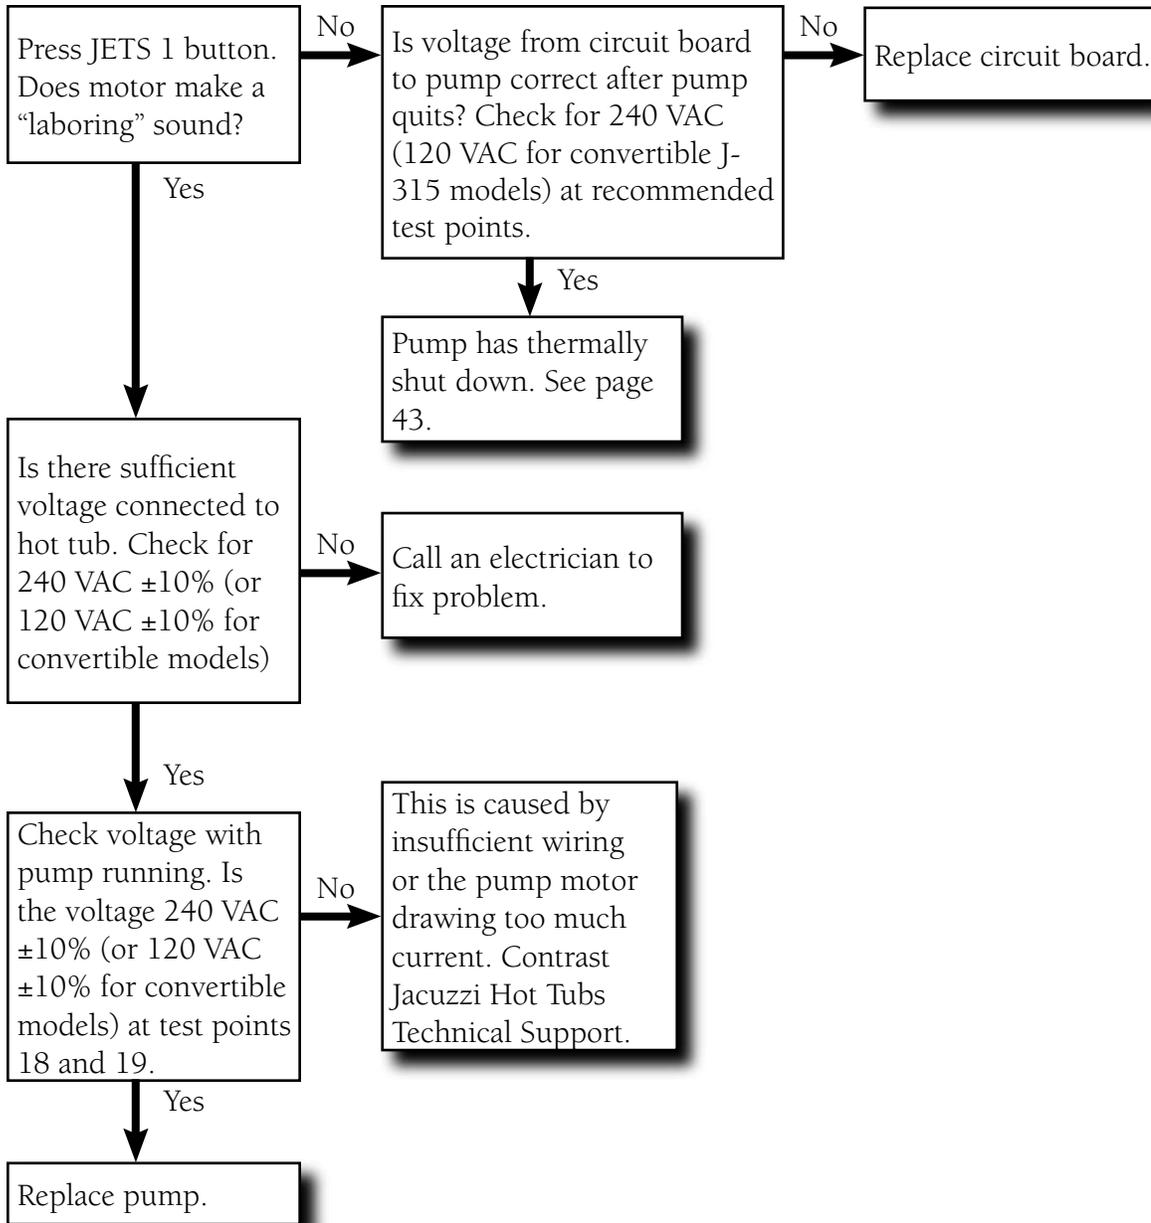 Press JETS 1 button.
Does motor make a
“laboring” sound?
No
Is voltage from circuit board
to pump correct after pump
quits? Check for 240 VAC
(120 VAC for convertible J-
315 models) at recommended
test points.
No
Replace circuit board.
Yes
Yes
Pump has thermally
shut down. See page
43.
Is there sufficient
voltage connected to
hot tub. Check for
240 VAC ±10% (or
120 VAC ±10% for
convertible models)
No
Call an electrician to
fix problem.
Yes
Check voltage with
pump running. Is
the voltage 240 VAC
±10% (or 120 VAC
±10% for convertible
models) at test points
18 and 19.
No
This is caused by
insufficient wiring
or the pump motor
drawing too much
current. Contrast
Jacuzzi Hot Tubs
Technical Support.
Yes
Replace pump.